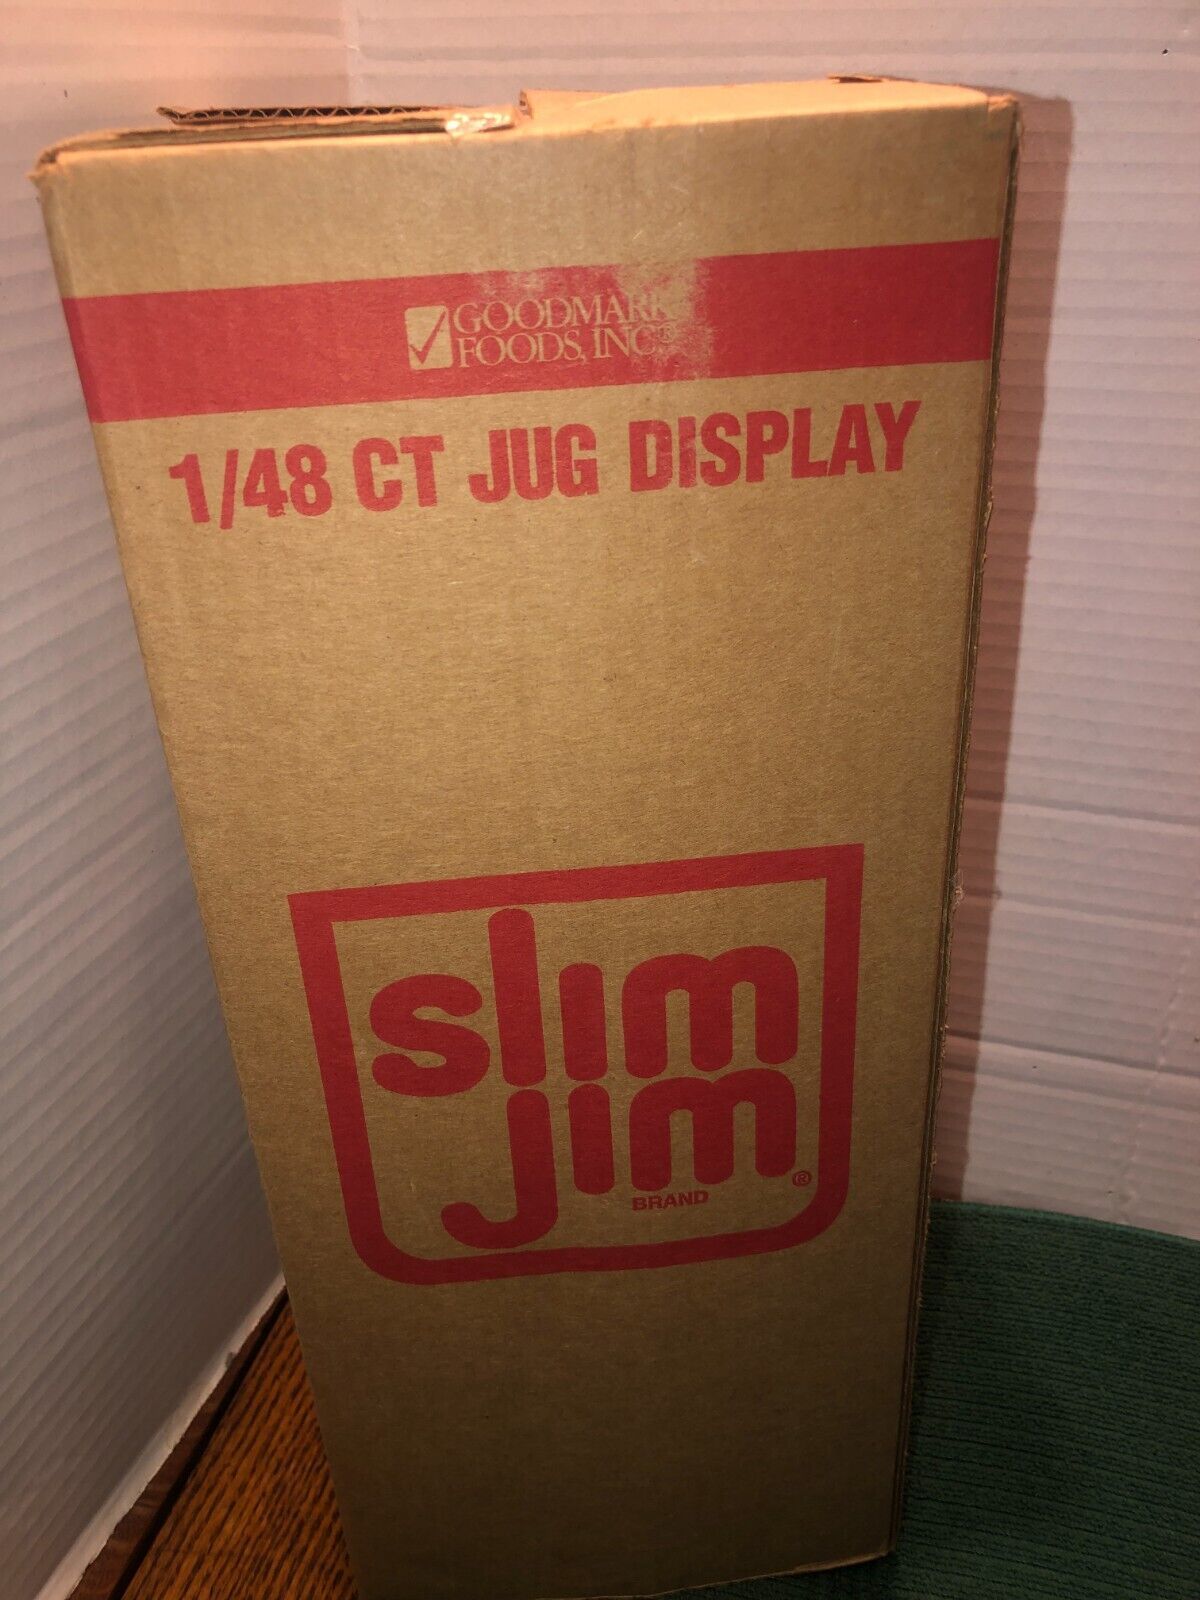 GOODMARK
FOODS, INC®
1/48 CT JUG DISPLAY
slim
jim®
BRAND